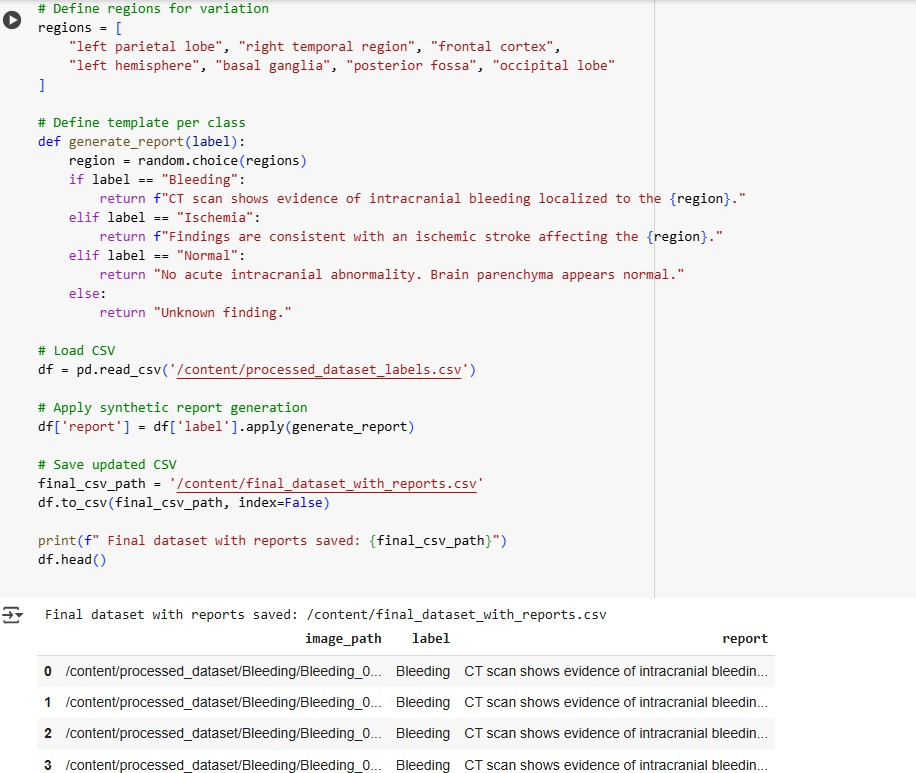 # Define regions for variation
regions = [
    "left parietal lobe", "right temporal region", "frontal cortex",
    "left hemisphere", "basal ganglia", "posterior fossa", "occipital lobe"
]
# Define template per class
def generate_report(label):
    region = random.choice(regions)
    if label == "Bleeding":
        return f"CT scan shows evidence of intracranial bleeding localized to the {region}."
    elif label == "Ischemia":
        return f"Findings are consistent with an ischemic stroke affecting the {region}."
    elif label == "Normal":
        return "No acute intracranial abnormality. Brain parenchyma appears normal."
    else:
        return "Unknown finding."
# Load CSV
df = pd.read_csv('/content/processed_dataset_labels.csv')
# Apply synthetic report generation
df['report'] = df['label'].apply(generate_report)
# Save updated CSV
final_csv_path = '/content/final_dataset_with_reports.csv'
df.to_csv(final_csv_path, index=False)
print(f" Final dataset with reports saved: {final_csv_path}")
df.head()
Final dataset with reports saved: /content/final_dataset_with_reports.csv
image_path label report
0 /content/processed_dataset/Bleeding/Bleeding_0... Bleeding CT scan shows evidence of intracranial bleedin...
1 /content/processed_dataset/Bleeding/Bleeding_0... Bleeding CT scan shows evidence of intracranial bleedin...
2 /content/processed_dataset/Bleeding/Bleeding_0... Bleeding CT scan shows evidence of intracranial bleedin...
3 /content/processed_dataset/Bleeding/Bleeding_0... Bleeding CT scan shows evidence of intracranial bleedin...